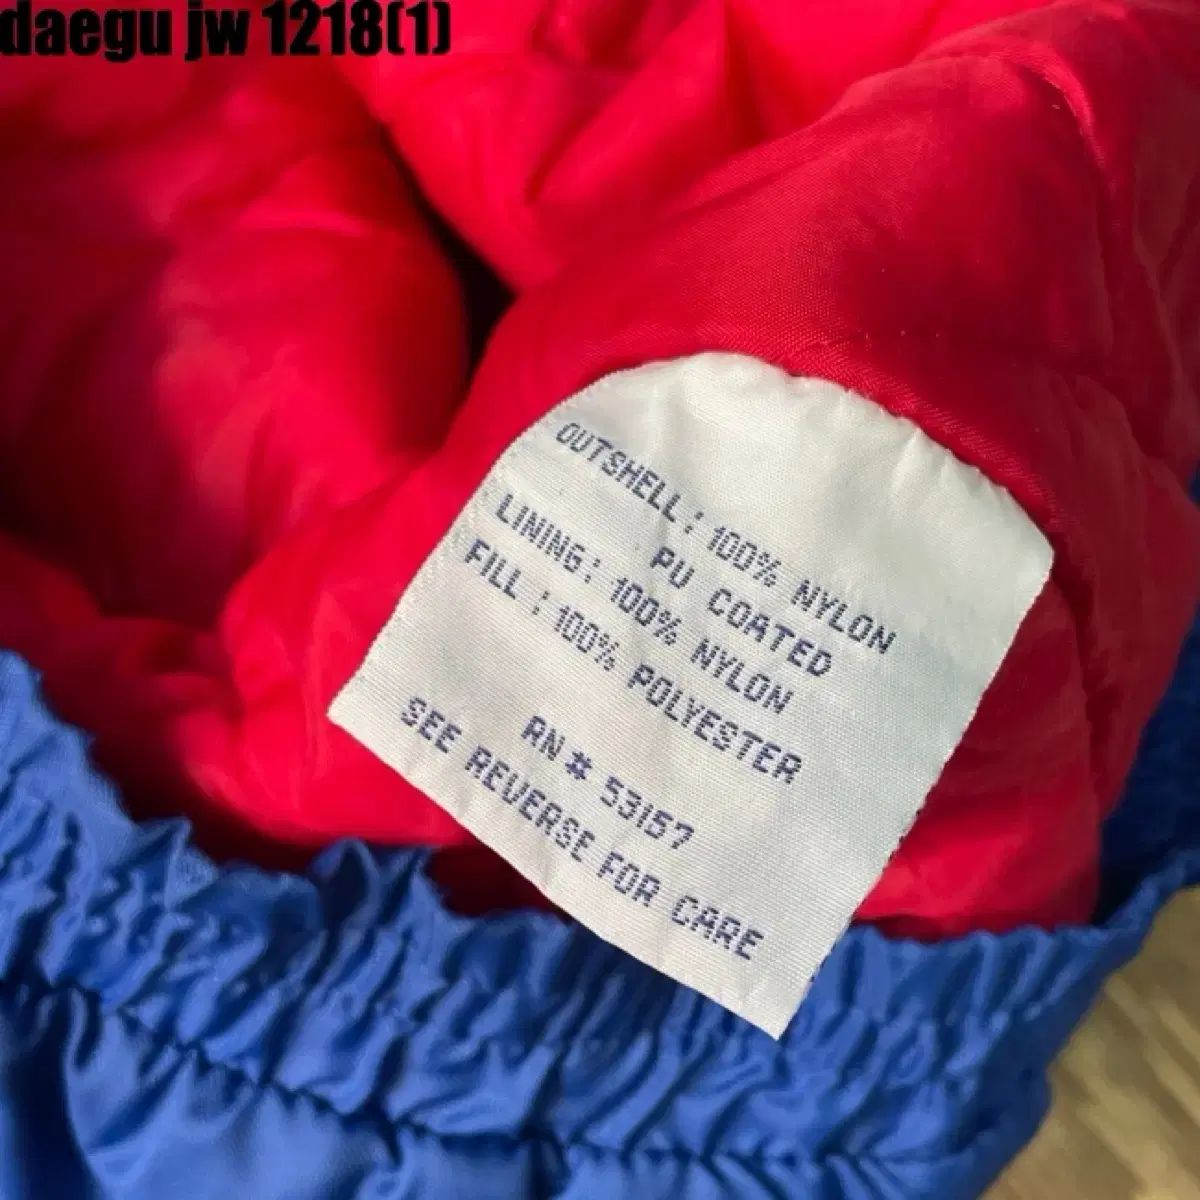 daegu jw 1218(1)
OUTSHELL : 100% NYLON
PU COATED
LINING : 100% NYLON
FILL : 100% POLYESTER
RN # 53157
SEE REVERSE FOR CARE